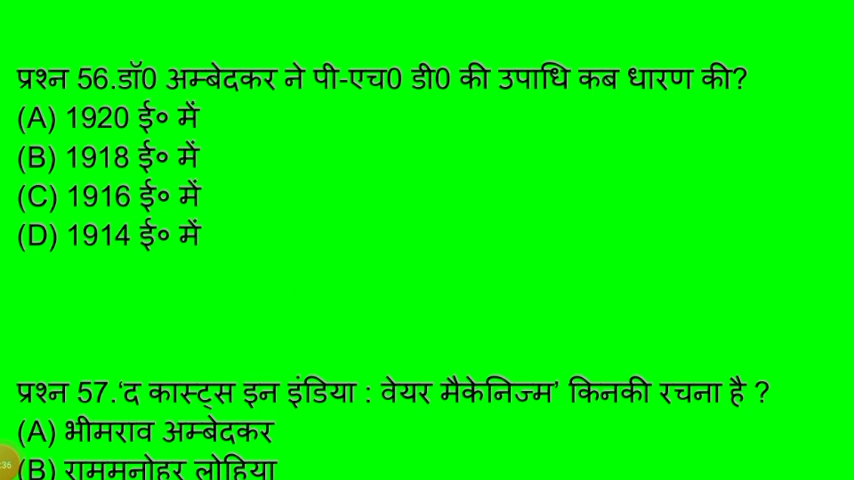 प्रश्न 56.डॉ0 अम्बेदकर ने पी-एच0 डी0 की उपाधि कब धारण की?
(A) 1920 ई० में
(B) 1918 ई० में
(C) 1916 ई० में
(D) 1914 ई० में
प्रश्न 57.‘द कास्ट्स इन इंडिया : वेयर मैकेनिज्म’ किनकी रचना है ?
(A) भीमराव अम्बेदकर
(B) राममनोहर लोहिया
:36